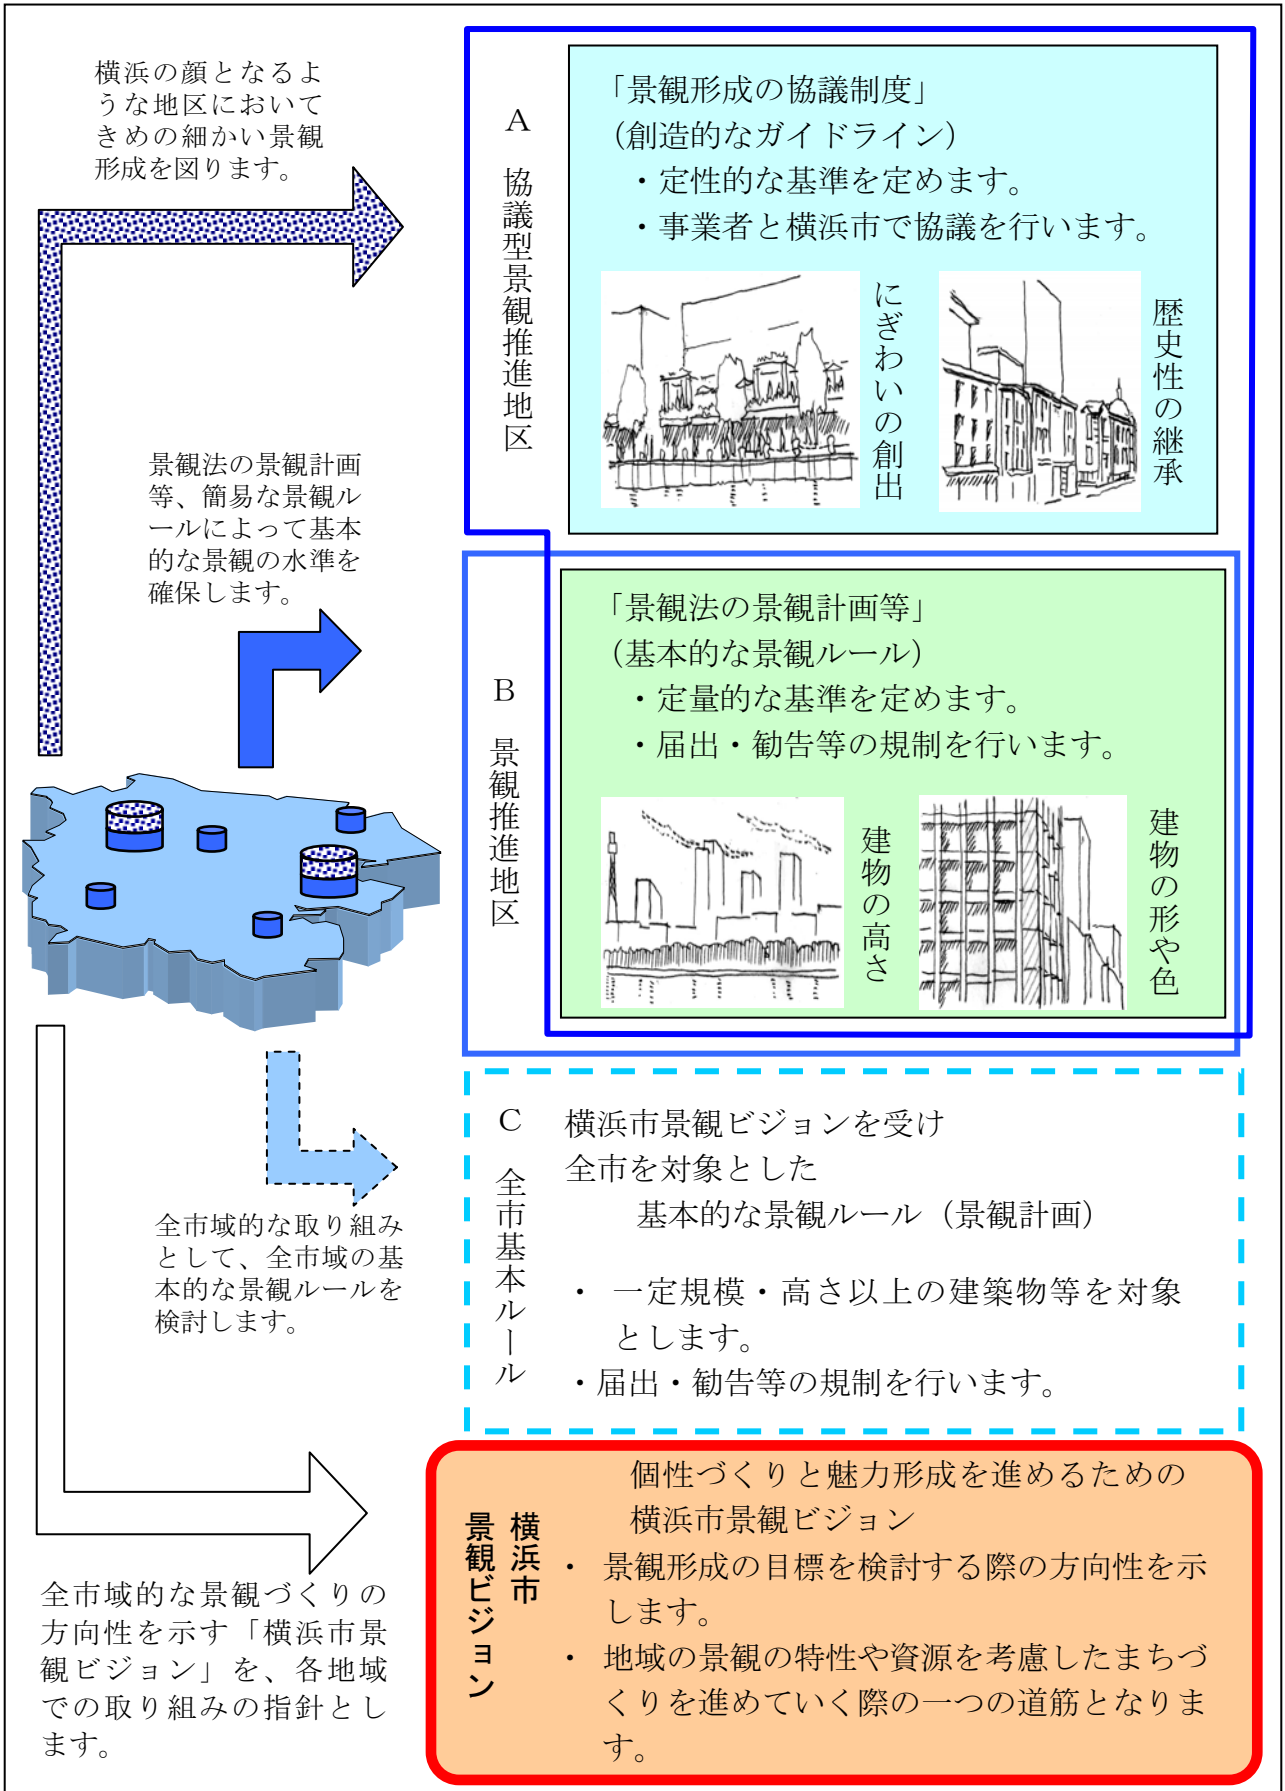 横浜の顔となるよ
うな地区において
きめの細かい景観
形成を図ります。
A 協議型景観推進地区
「景観形成の協議制度」
(創造的なガイドライン)
・定性的な基準を定めます。
・事業者と横浜市で協議を行います。
にぎわいの創出
歴史性の継承
景観法の景観計画
等、簡易な景観ル
ールによって基本
的な景観の水準を
確保します。
B 景観推進地区
「景観法の景観計画等」
(基本的な景観ルール)
・定量的な基準を定めます。
・届出・勧告等の規制を行います。
建物の高さ
建物の形や色
全市域的な取り組み
として、全市域の基
本的な景観ルールを
検討します。
C 全市基本ルール
横浜市景観ビジョンを受け
全市を対象とした
基本的な景観ルール(景観計画)
・ 一定規模・高さ以上の建築物等を対象
とします。
・届出・勧告等の規制を行います。
全市域的な景観づくりの
方向性を示す「横浜市景
観ビジョン」を、各地域
での取り組みの指針とし
ます。
横浜市
景観ビジョン
個性づくりと魅力形成を進めるための
横浜市景観ビジョン
・ 景観形成の目標を検討する際の方向性を示
します。
・ 地域の景観の特性や資源を考慮したまちづ
くりを進めていく際の一つの道筋となりま
す。